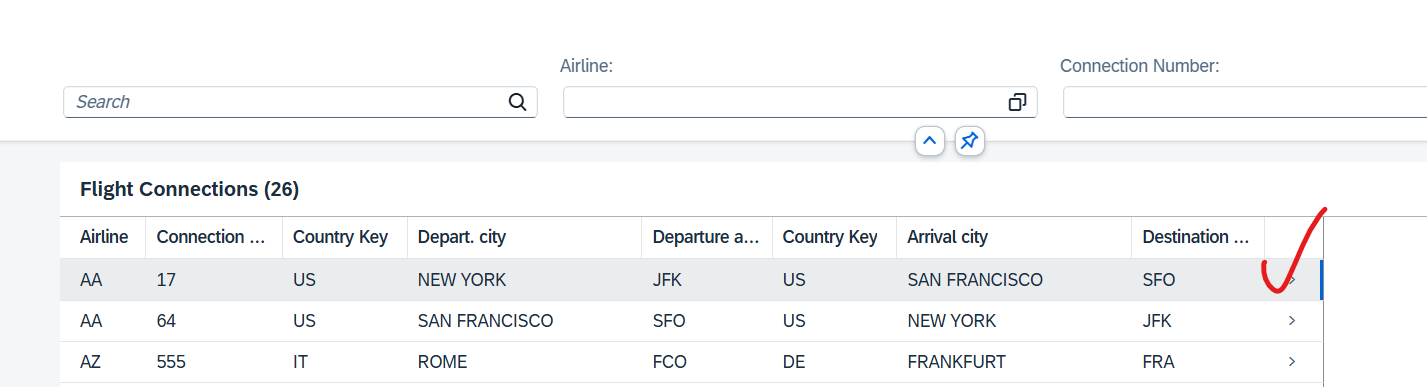 Airline: Connection Number:
Search
Flight Connections (26)
Airline Connection ... Country Key Depart. city Departure a... Country Key Arrival city Destination ...
AA 17 US NEW YORK JFK US SAN FRANCISCO SFO
AA 64 US SAN FRANCISCO SFO US NEW YORK JFK
AZ 555 IT ROME FCO DE FRANKFURT FRA